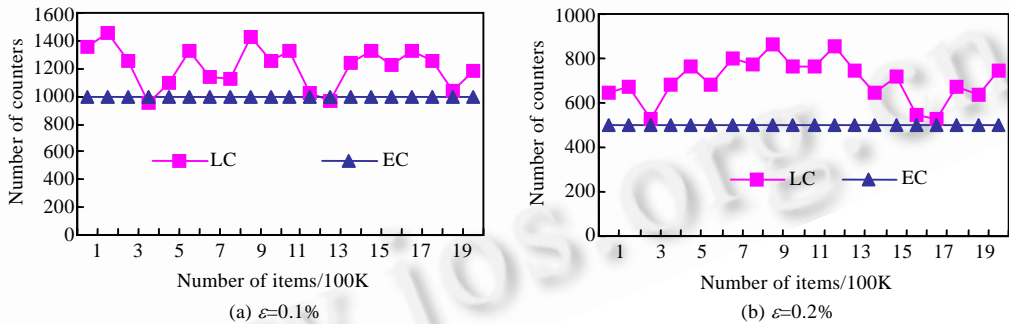 1600
1400
1200
1000
800
600
400
200
0
Number of counters
LC
EC
1 3 5 7 9 11 13 15 17 19
Number of items/100K
(a) ε=0.1%
1000
800
600
400
200
0
Number of counters
LC
EC
1 3 5 7 9 11 13 15 17 19
Number of items/100K
(b) ε=0.2%
jos.org.cn